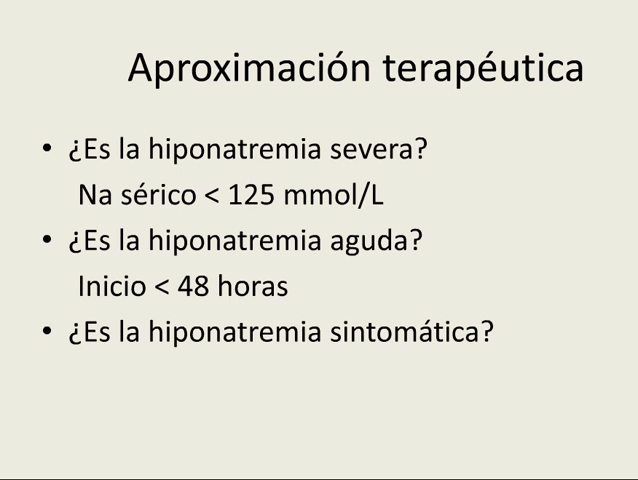 Aproximación terapéutica
• ¿Es la hiponatremia severa?
Na sérico < 125 mmol/L
• ¿Es la hiponatremia aguda?
Inicio < 48 horas
• ¿Es la hiponatremia sintomática?